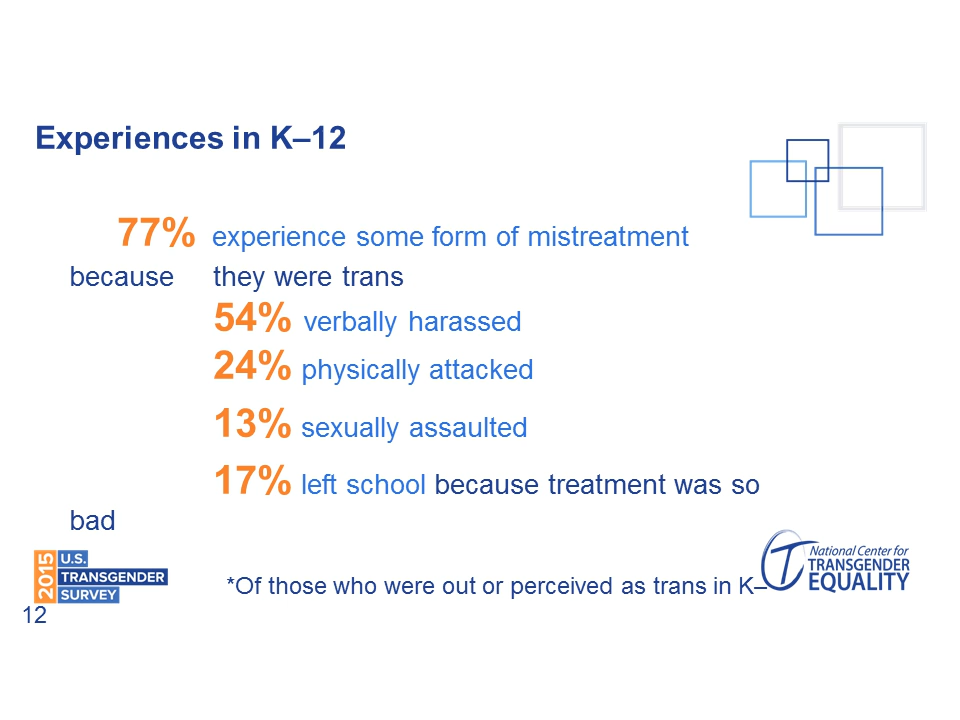 Experiences in K–12
77% experience some form of mistreatment
because they were trans
54% verbally harassed
24% physically attacked
13% sexually assaulted
17% left school because treatment was so
bad
2015
U.S.
TRANSGENDER
SURVEY
*Of those who were out or perceived as trans in K–
12
National Center for
TRANSGENDER
EQUALITY